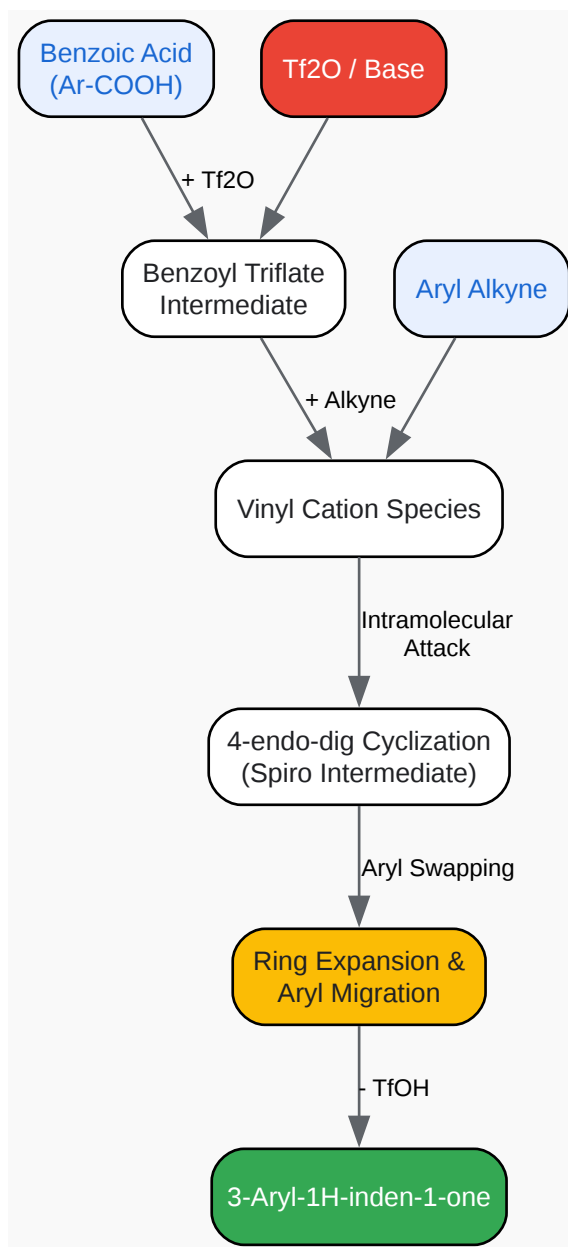 Benzoic Acid
(Ar-COOH)
Tf2O / Base
+ Tf2O
Benzoyl Triflate
Intermediate
Aryl Alkyne
+ Alkyne
Vinyl Cation Species
Intramolecular
Attack
4-endo-dig Cyclization
(Spiro Intermediate)
Aryl Swapping
Ring Expansion &
Aryl Migration
- TfOH
3-Aryl-1H-inden-1-one